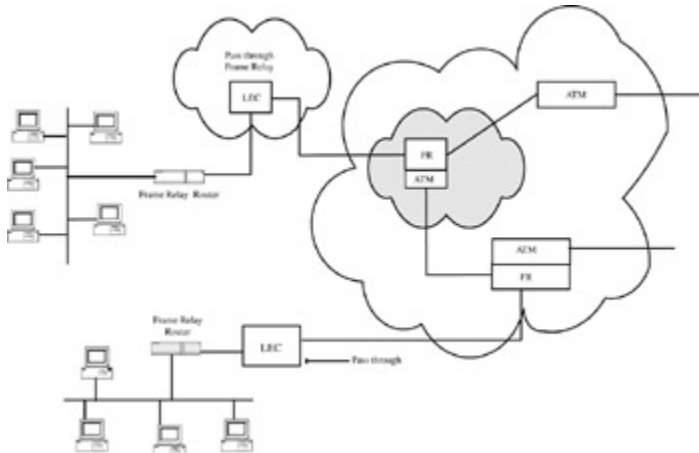 Pass through
Frame Relay
LEC
ATM
FR
ATM
Frame Relay Router
ATM
FR
Frame Relay
Router
LEC
Pass through